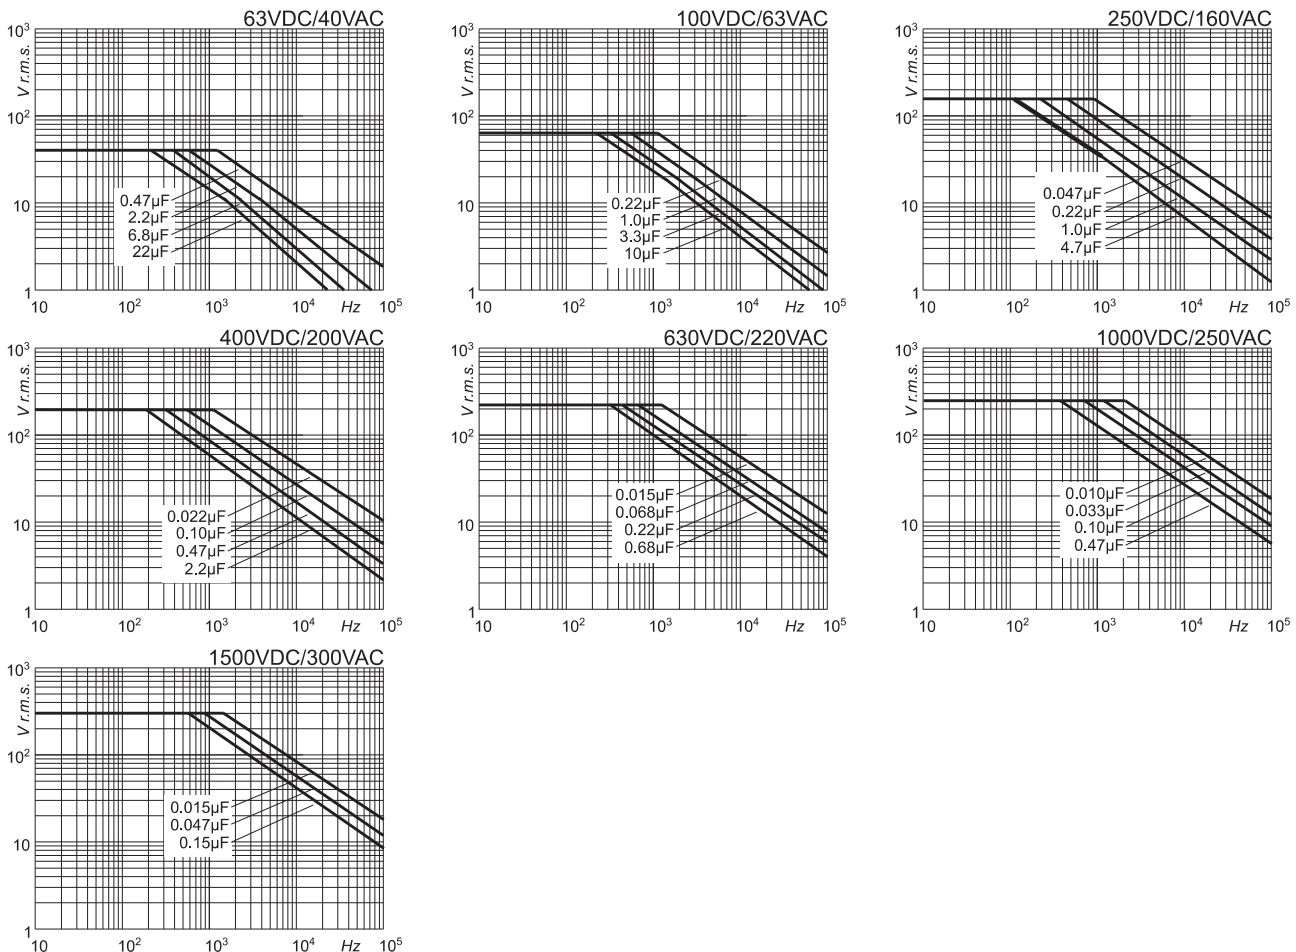 63VDC/40VAC
10³
V r.m.s.
10²
10
1
0.47µF
2.2µF
6.8µF
22µF
10 10² 10³ 10⁴ Hz 10⁵
100VDC/63VAC
10³
V r.m.s.
10²
10
1
0.22µF
1.0µF
3.3µF
10µF
10 10² 10³ 10⁴ Hz 10⁵
250VDC/160VAC
10³
V r.m.s.
10²
10
1
0.047µF
0.22µF
1.0µF
4.7µF
10 10² 10³ 10⁴ Hz 10⁵
400VDC/200VAC
10³
V r.m.s.
10²
10
1
0.022µF
0.10µF
0.47µF
2.2µF
10 10² 10³ 10⁴ Hz 10⁵
630VDC/220VAC
10³
V r.m.s.
10²
10
1
0.015µF
0.068µF
0.22µF
0.68µF
10 10² 10³ 10⁴ Hz 10⁵
1000VDC/250VAC
10³
V r.m.s.
10²
10
1
0.010µF
0.033µF
0.10µF
0.47µF
10 10² 10³ 10⁴ Hz 10⁵
1500VDC/300VAC
10³
V r.m.s.
10²
10
1
0.015µF
0.047µF
0.15µF
10 10² 10³ 10⁴ Hz 10⁵